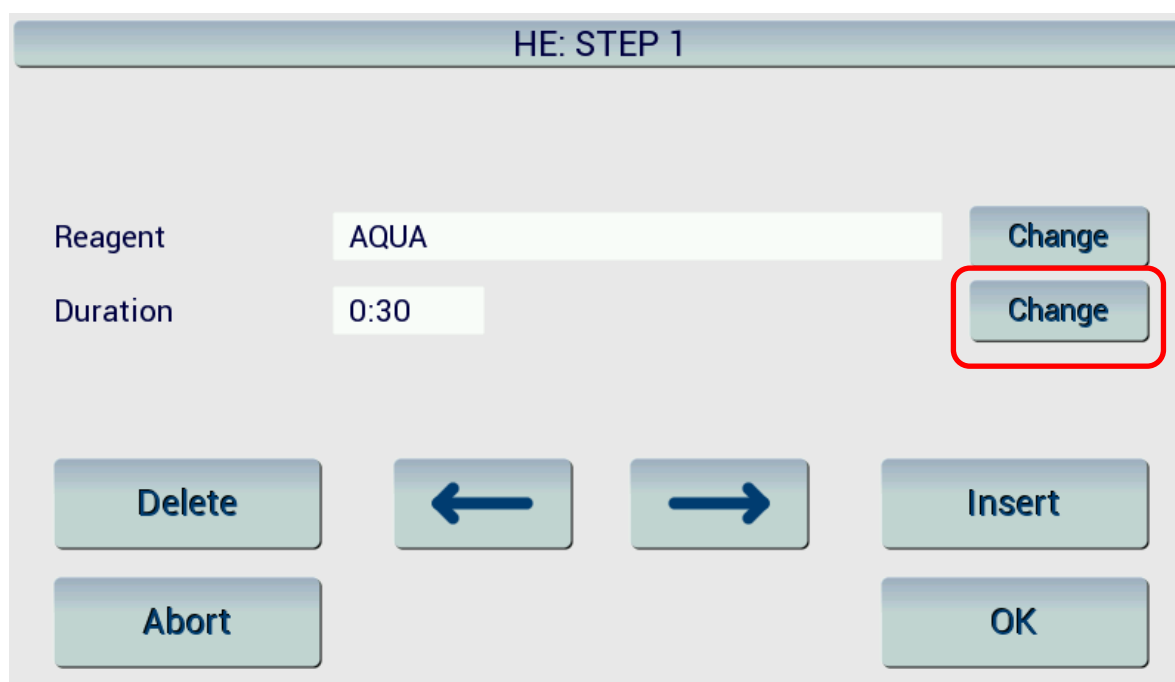 HE: STEP 1
Reagent AQUA Change
Duration 0:30 Change
Delete Insert
Abort OK